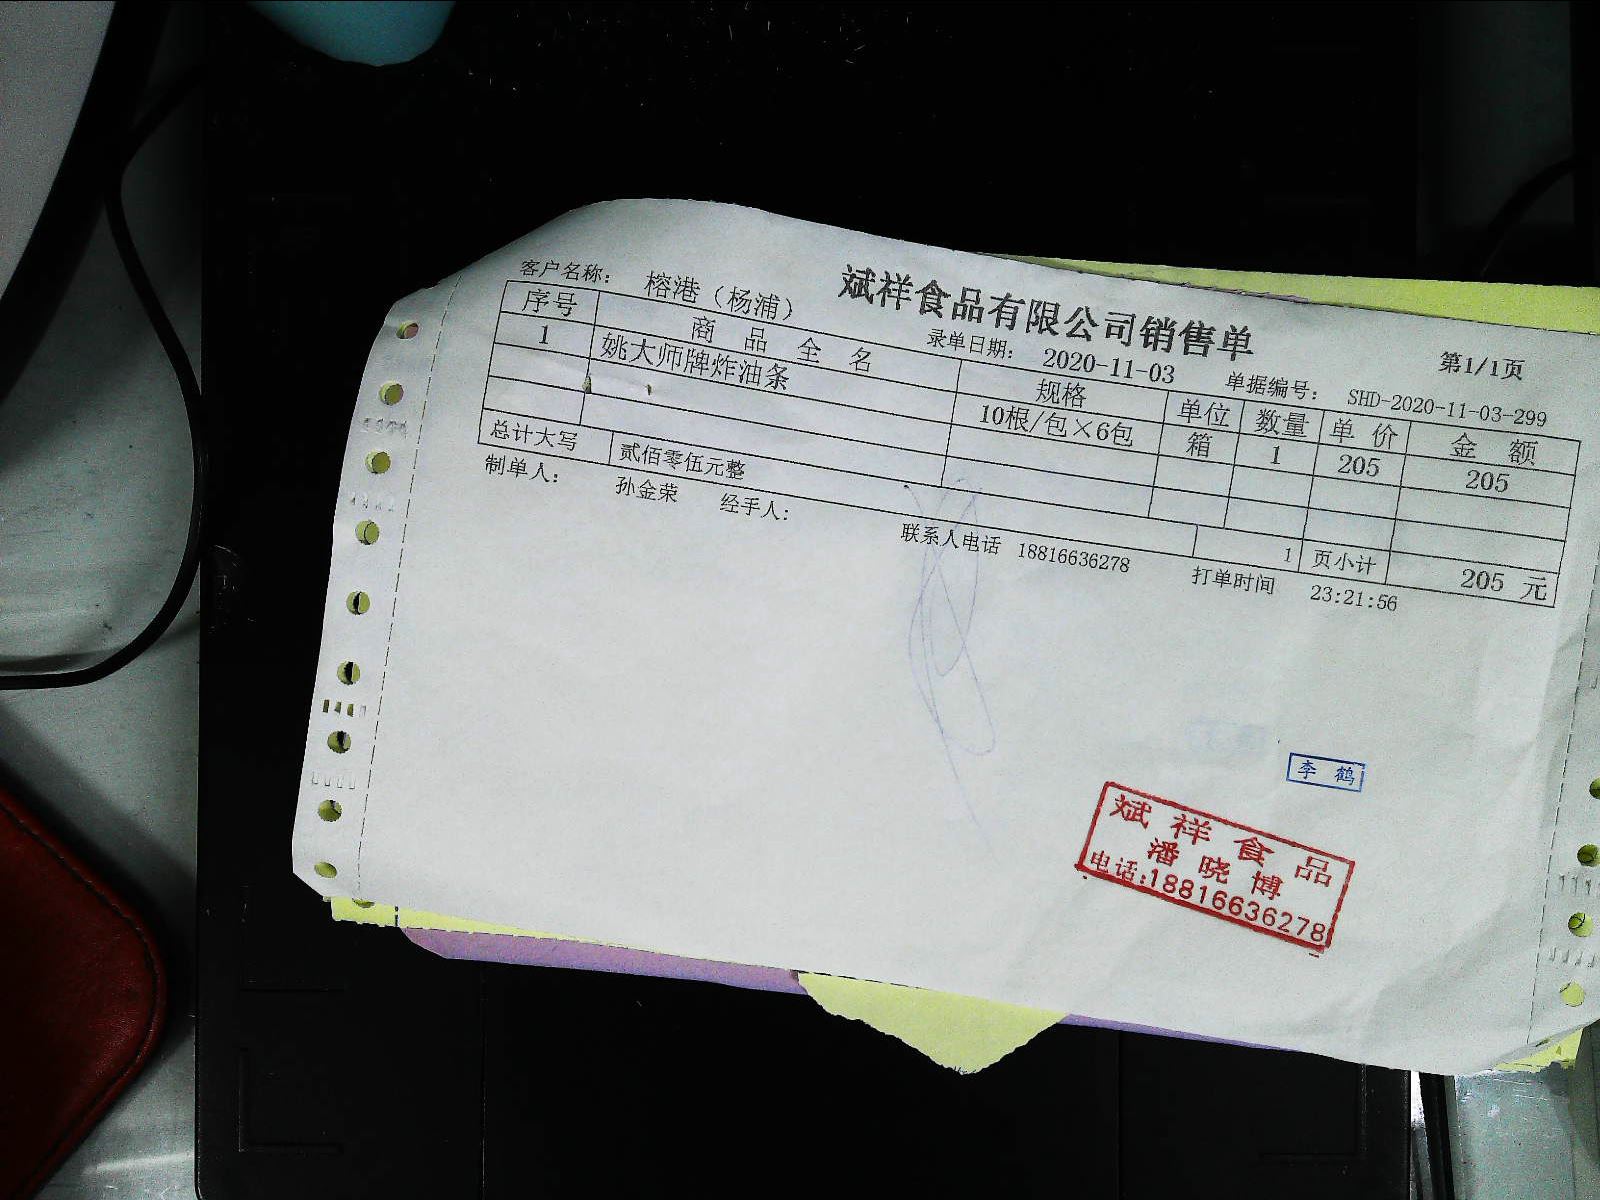 斌祥食品有限公司销售单
第1/1页
客户名称： 榕港（杨浦） 录单日期： 2020-11-03 单据编号： SHD-2020-11-03-299
序号 商品全名 规格 单位 数量 单价 金额
1 姚大师牌炸油条 10根/包×6包 箱 1 205 205
总计大写 贰佰零伍元整 1 页小计 205 元
制单人： 孙金荣 经手人： 联系人电话 18816636278 打单时间 23:21:56
李鹤
斌祥食品
潘晓博
电话:18816636278